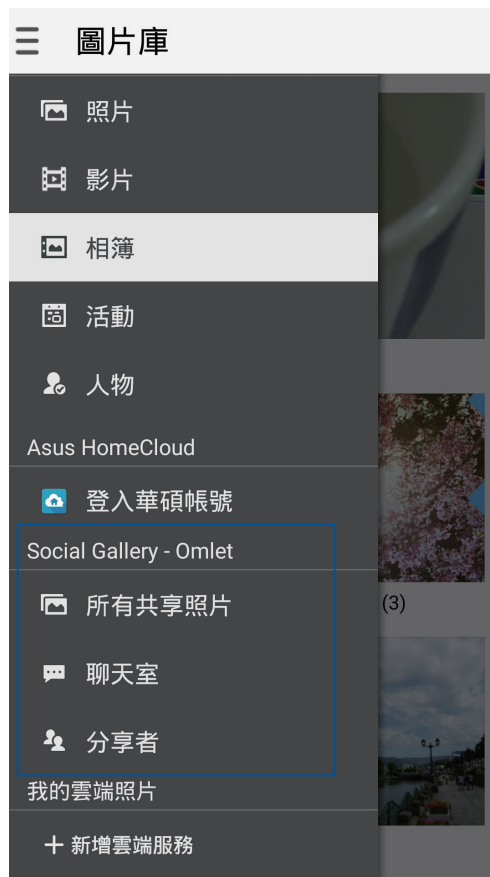 圖片庫
照片
影片
相簿
活動
人物
Asus HomeCloud
登入華碩帳號
Social Gallery - Omlet
所有共享照片
(3)
聊天室
分享者
我的雲端照片
新增雲端服務